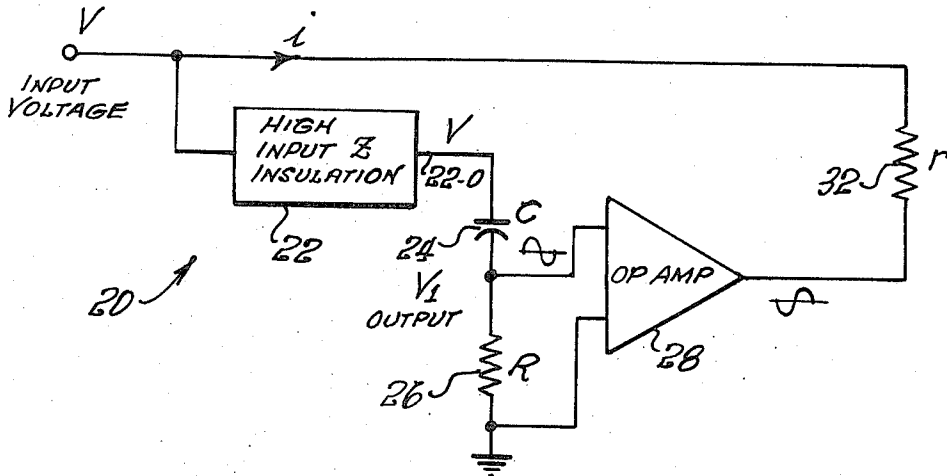 V
i
INPUT
VOLTAGE
HIGH
INPUT Z
INSULATION
V
22-0
22
20
24
C
V1
OUTPUT
26
R
OP AMP
28
32
r